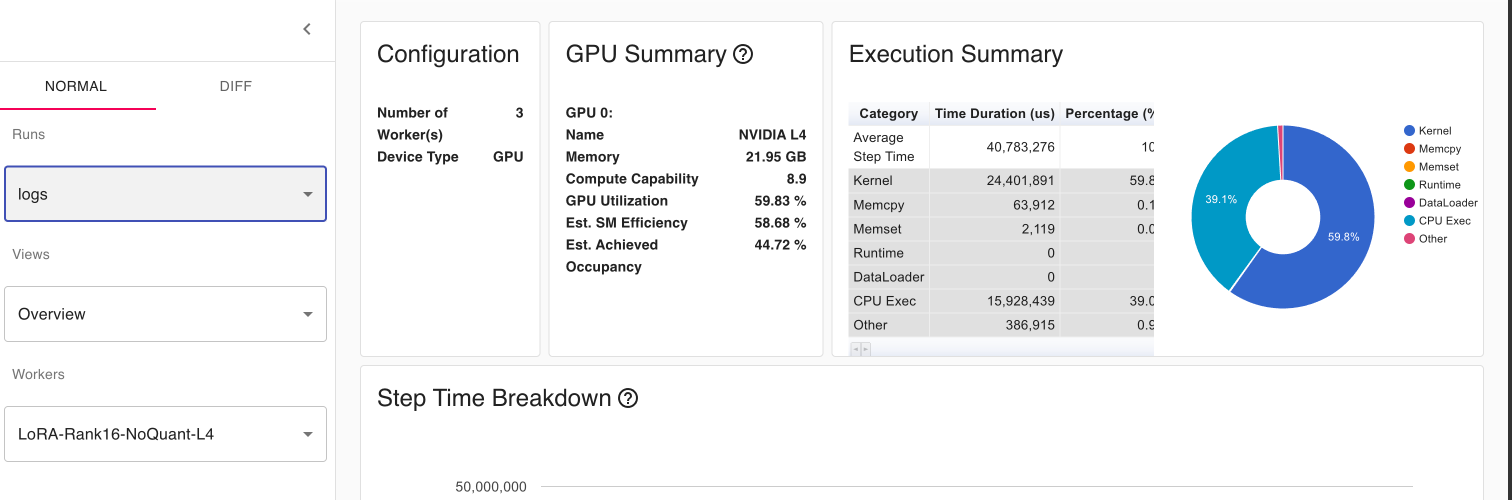 NORMAL
DIFF
Runs
logs
Views
Overview
Workers
LoRA-Rank16-NoQuant-L4
Configuration
Number of Worker(s) 3
Device Type GPU
GPU Summary
GPU 0:
Name NVIDIA L4
Memory 21.95 GB
Compute Capability 8.9
GPU Utilization 59.83 %
Est. SM Efficiency 58.68 %
Est. Achieved Occupancy 44.72 %
Execution Summary
Category Time Duration (us) Percentage (%
Average Step Time 40,783,276 10
Kernel 24,401,891 59.8
Memcpy 63,912 0.1
Memset 2,119 0.0
Runtime 0
DataLoader 0
CPU Exec 15,928,439 39.0
Other 386,915 0.9
39.1%
59.8%
Kernel
Memcpy
Memset
Runtime
DataLoader
CPU Exec
Other
Step Time Breakdown
50,000,000